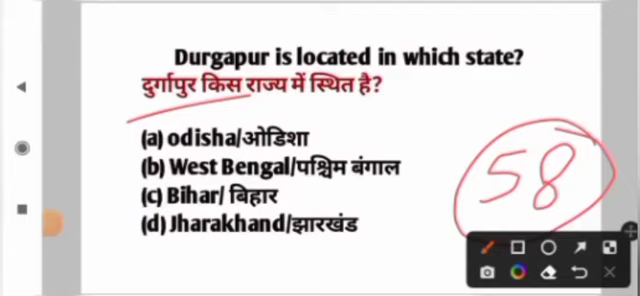 Durgapur is located in which state?
दुर्गापुर किस राज्य में स्थित है?
(a) odisha/ओडिशा
(b) West Bengal/पश्चिम बंगाल
(c) Bihar/ बिहार
(d) Jharakhand/झारखंड
58